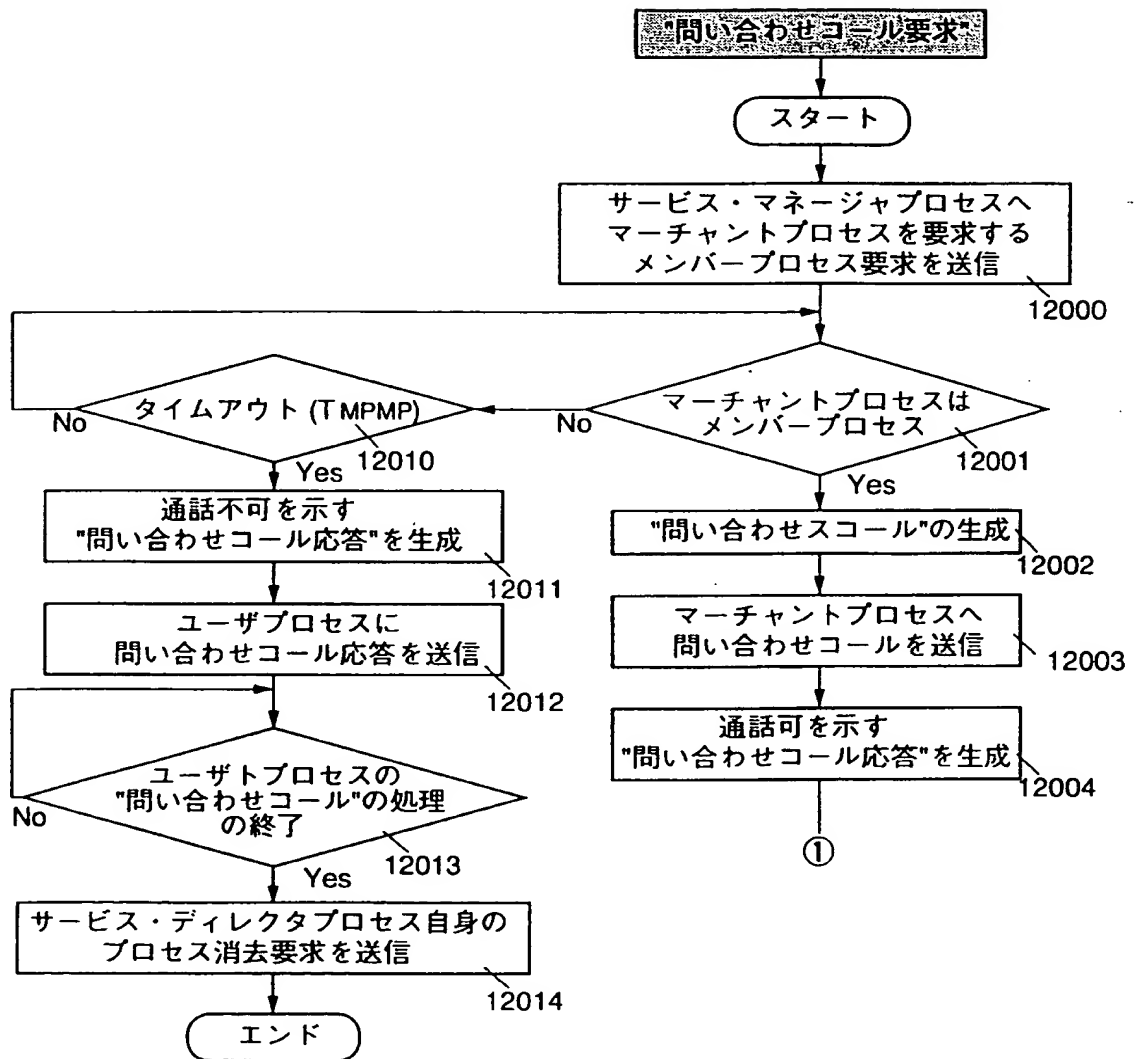 "問い合わせコール要求"
スタート
サービス・マネージャプロセスへ
マーチャントプロセスを要求する
メンバープロセス要求を送信
12000
マーチャントプロセスは
メンバープロセス
12001
No
Yes
タイムアウト (TMPMP)
12010
No
Yes
通話不可を示す
"問い合わせコール応答"を生成
12011
ユーザプロセスに
問い合わせコール応答を送信
12012
ユーザトプロセスの
"問い合わせコール"の処理
の終了
12013
No
Yes
サービス・ディレクタプロセス自身の
プロセス消去要求を送信
12014
エンド
"問い合わせスコール"の生成
12002
マーチャントプロセスへ
問い合わせコールを送信
12003
通話可を示す
"問い合わせコール応答"を生成
12004
①